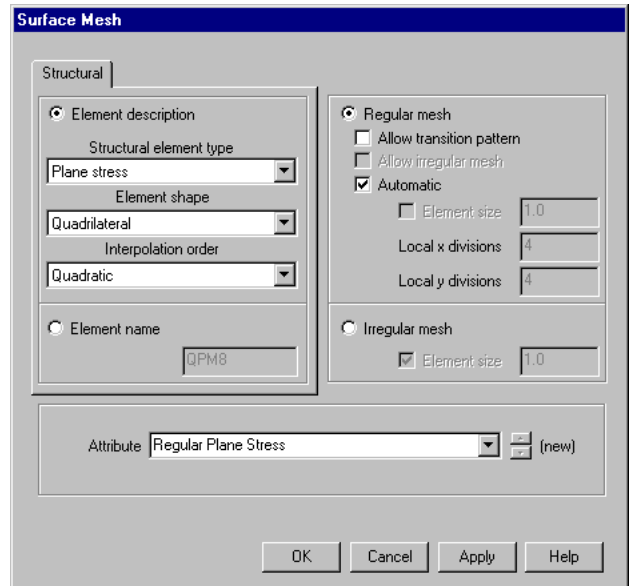 Surface Mesh
Structural
Element description
Structural element type
Plane stress
Element shape
Quadrilateral
Interpolation order
Quadratic
Element name
QPM8
Regular mesh
Allow transition pattern
Allow irregular mesh
Automatic
Element size 1.0
Local x divisions 4
Local y divisions 4
Irregular mesh
Element size 1.0
Attribute Regular Plane Stress (new)
OK Cancel Apply Help